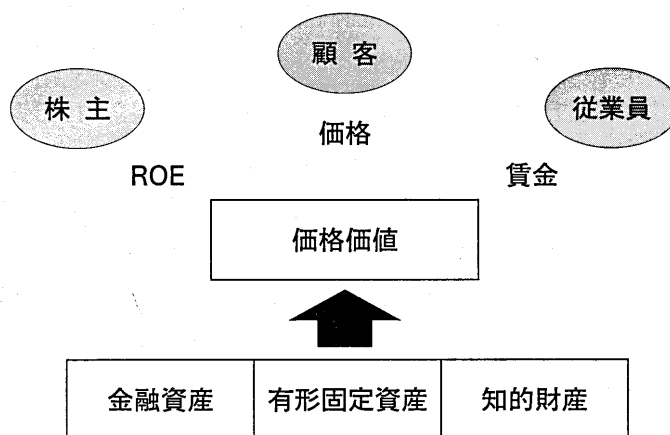 顧客
株主
従業員
価格
ROE
賃金
価格価値
金融資産
有形固定資産
知的財産